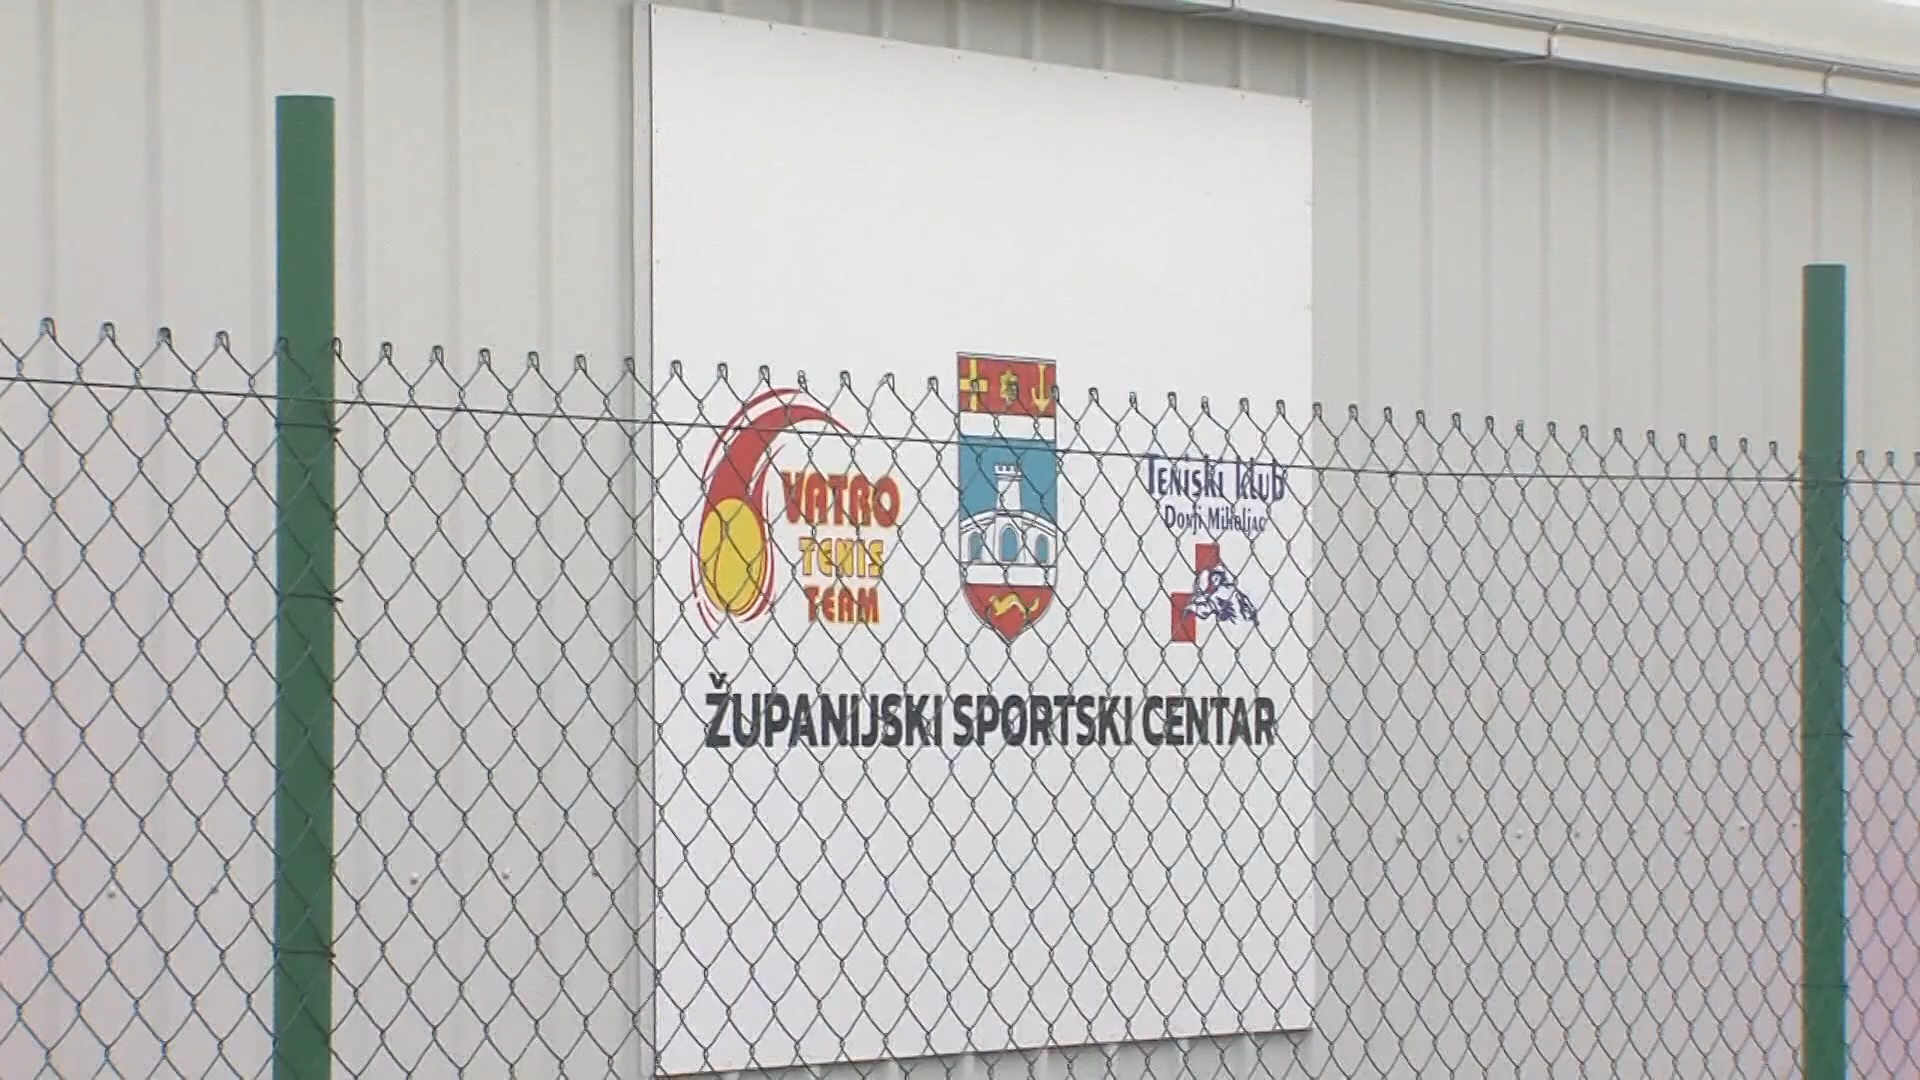 VATRO
TENIS
TEAM
Teniski klub
Donji Miholjac
ŽUPANIJSKI SPORTSKI CENTAR